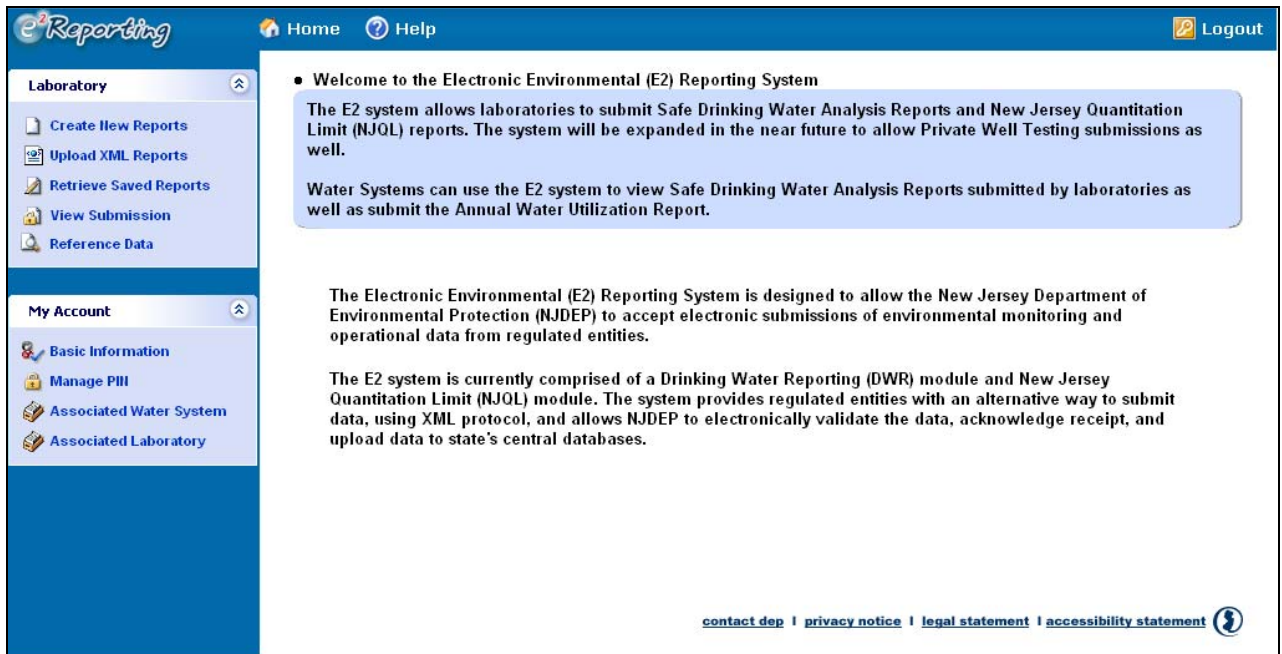 e²Reporting
Home Help Logout
Laboratory
Create New Reports
Upload XML Reports
Retrieve Saved Reports
View Submission
Reference Data
My Account
Basic Information
Manage PIN
Associated Water System
Associated Laboratory
• Welcome to the Electronic Environmental (E2) Reporting System
The E2 system allows laboratories to submit Safe Drinking Water Analysis Reports and New Jersey Quantitation
Limit (NJQL) reports. The system will be expanded in the near future to allow Private Well Testing submissions as
well.
Water Systems can use the E2 system to view Safe Drinking Water Analysis Reports submitted by laboratories as
well as submit the Annual Water Utilization Report.
The Electronic Environmental (E2) Reporting System is designed to allow the New Jersey Department of
Environmental Protection (NJDEP) to accept electronic submissions of environmental monitoring and
operational data from regulated entities.
The E2 system is currently comprised of a Drinking Water Reporting (DWR) module and New Jersey
Quantitation Limit (NJQL) module. The system provides regulated entities with an alternative way to submit
data, using XML protocol, and allows NJDEP to electronically validate the data, acknowledge receipt, and
upload data to state's central databases.
contact dep | privacy notice | legal statement | accessibility statement